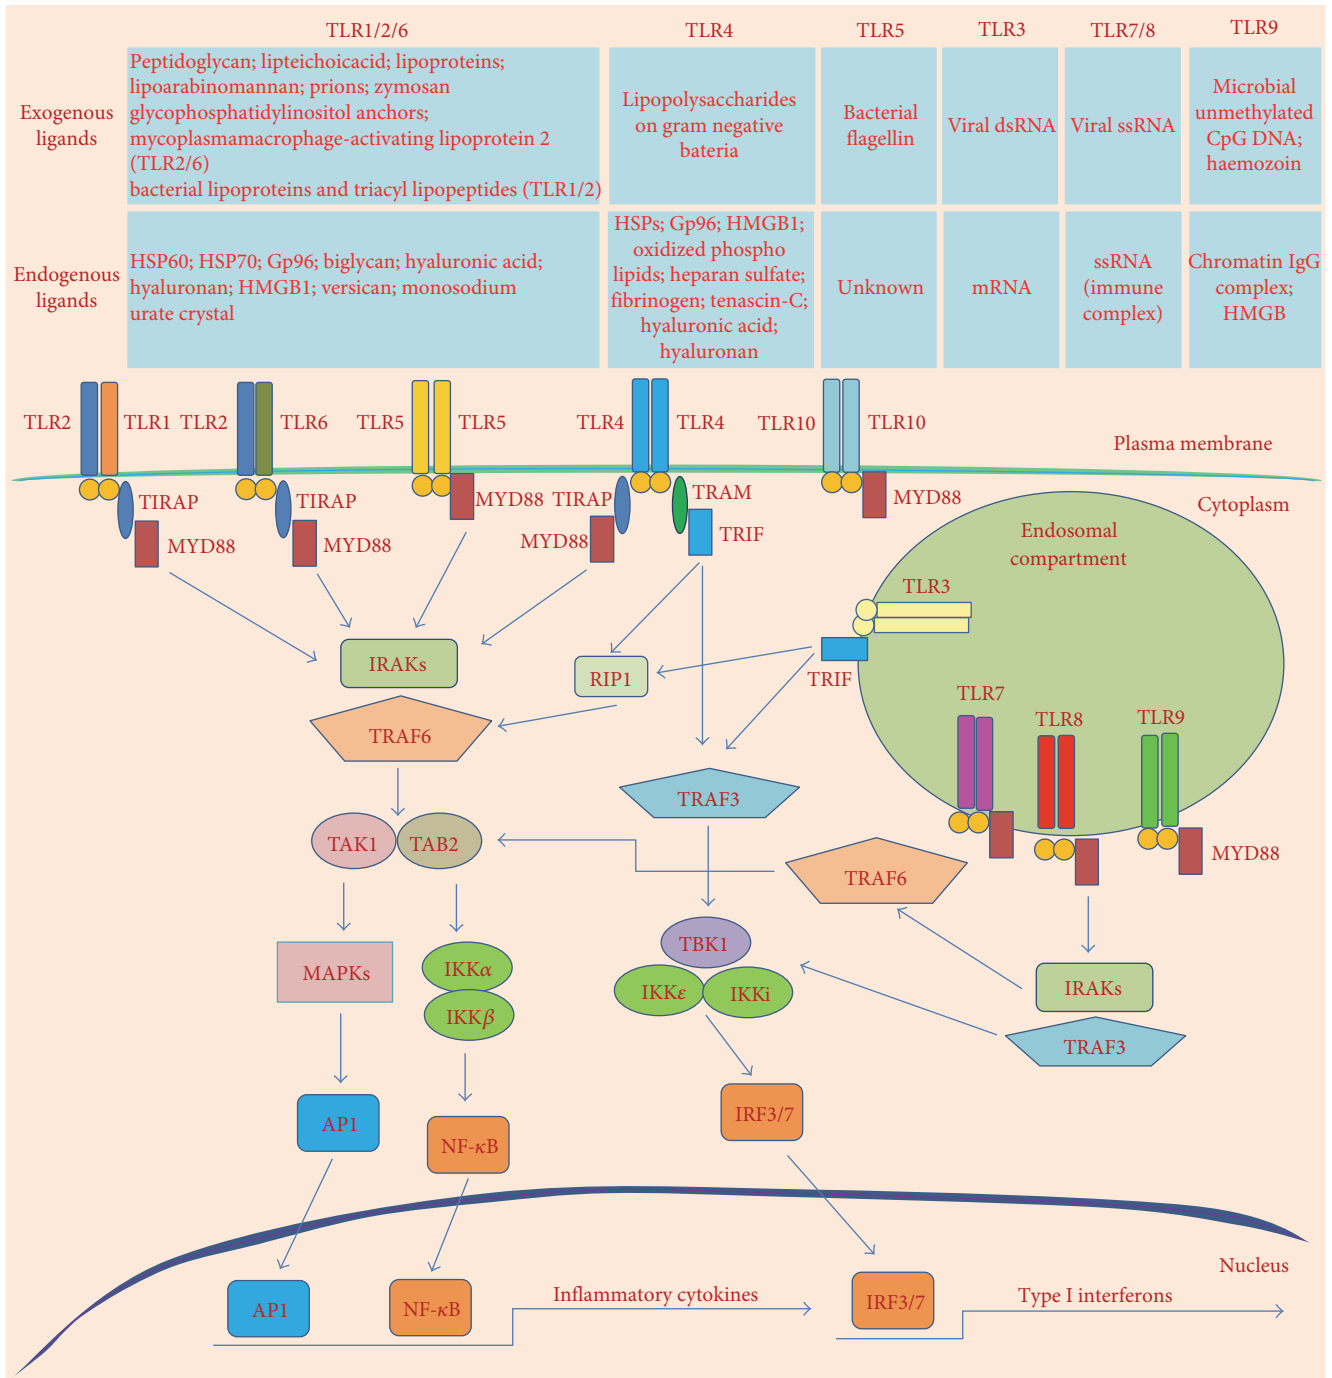 TLR1/2/6
TLR4
TLR5
TLR3
TLR7/8
TLR9
Exogenous
ligands
Peptidoglycan; lipteichoicacid; lipoproteins;
lipoarabinomannan; prions; zymosan
glycophosphatidylinositol anchors;
mycoplasmamacrophage-activating lipoprotein 2
(TLR2/6)
bacterial lipoproteins and triacyl lipopeptides (TLR1/2)
Lipopolysaccharides
on gram negative
bateria
Bacterial
flagellin
Viral dsRNA
Viral ssRNA
Microbial
unmethylated
CpG DNA;
haemozoin
Endogenous
ligands
HSP60; HSP70; Gp96; biglycan; hyaluronic acid;
hyaluronan; HMGB1; versican; monosodium
urate crystal
HSPs; Gp96; HMGB1;
oxidized phospho
lipids; heparan sulfate;
fibrinogen; tenascin-C;
hyaluronic acid;
hyaluronan
Unknown
mRNA
ssRNA
(immune
complex)
Chromatin IgG
complex;
HMGB
TLR2
TLR1
TLR2
TLR6
TLR5
TLR5
TLR4
TLR4
TLR10
TLR10
Plasma membrane
TIRAP
MYD88
TIRAP
MYD88
MYD88
TIRAP
MYD88
TRAM
TRIF
MYD88
Cytoplasm
Endosomal
compartment
TLR3
TRIF
IRAKs
RIP1
TRAF6
TLR7
TLR8
TLR9
TRAF3
TAK1
TAB2
MYD88
TRAF6
TBK1
MAPKs
IKKα
IKKβ
IKKε
IKKi
IRAKs
TRAF3
AP1
NF-κB
IRF3/7
Nucleus
AP1
NF-κB
Inflammatory cytokines
IRF3/7
Type I interferons